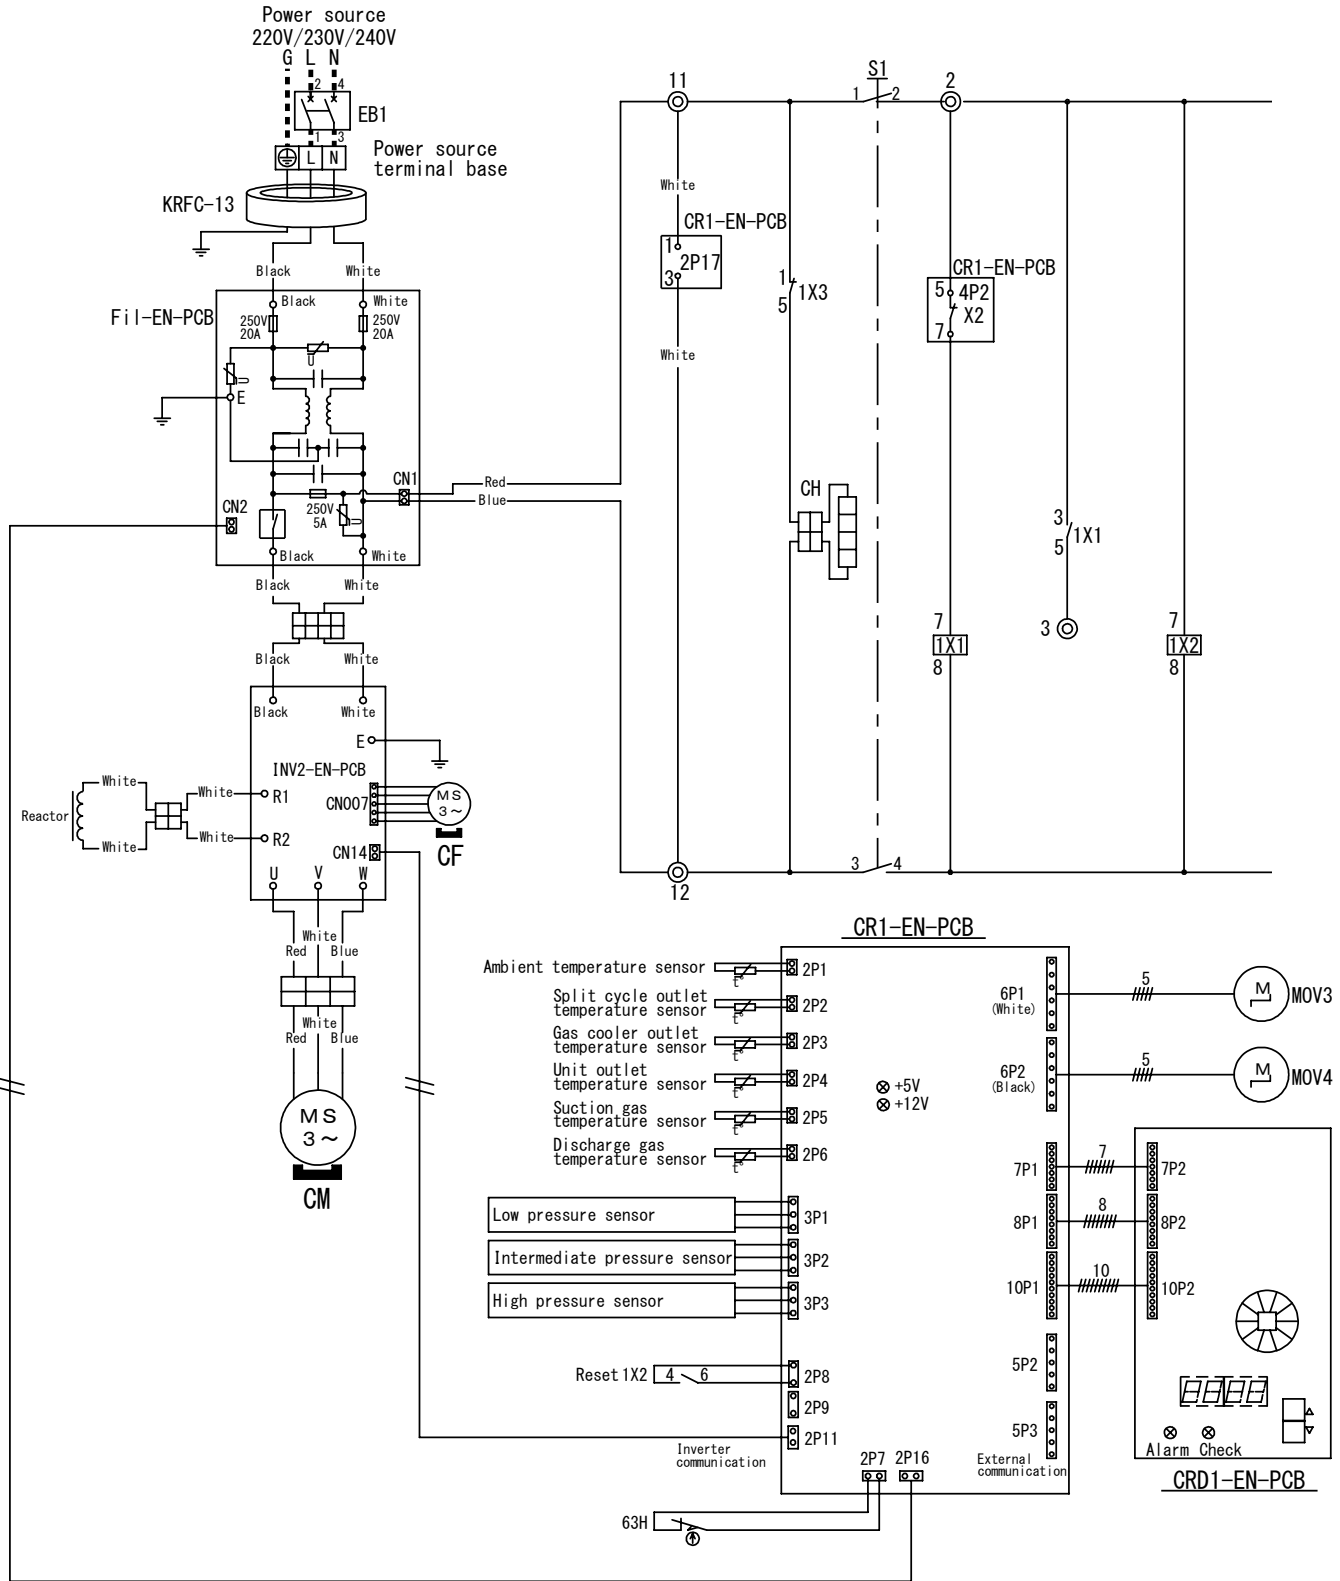 Power source
220V/230V/240V
G L N
2 4
EB1
1 3
L N
Power source
terminal base
KRFC-13
Black White
Fil-EN-PCB
Black White
250V
20A
250V
20A
U
U
E
CN1
CN2
250V
5A
U
Red
Blue
Black White
Black White
Black White
Black White
E
INV2-EN-PCB
Reactor
White
White
White
White
R1
R2
CN007
MS
3~
CF
CN14
U V W
Red White Blue
Red White Blue
MS
3~
CM
11
S1
1 2
2
White
CR1-EN-PCB
1
2P17
3
White
1
1X3
5
CR1-EN-PCB
5 4P2
X2
7
CH
3
1X1
5
3
7
1X1
8
7
1X2
8
12
3 4
CR1-EN-PCB
Ambient temperature sensor
t°
2P1
Split cycle outlet
temperature sensor
t°
2P2
Gas cooler outlet
temperature sensor
t°
2P3
Unit outlet
temperature sensor
t°
2P4
Suction gas
temperature sensor
t°
2P5
Discharge gas
temperature sensor
t°
2P6
Low pressure sensor
3P1
Intermediate pressure sensor
3P2
High pressure sensor
3P3
Reset 1X2 4 6
2P8
2P9
2P11
Inverter
communication
2P7 2P16
63H
+5V
+12V
6P1
(White)
5
M
MOV3
6P2
(Black)
5
M
MOV4
7P1
7
7P2
8P1
8
8P2
10P1
10
10P2
5P2
5P3
External
communication
88 88
Alarm Check
CRD1-EN-PCB